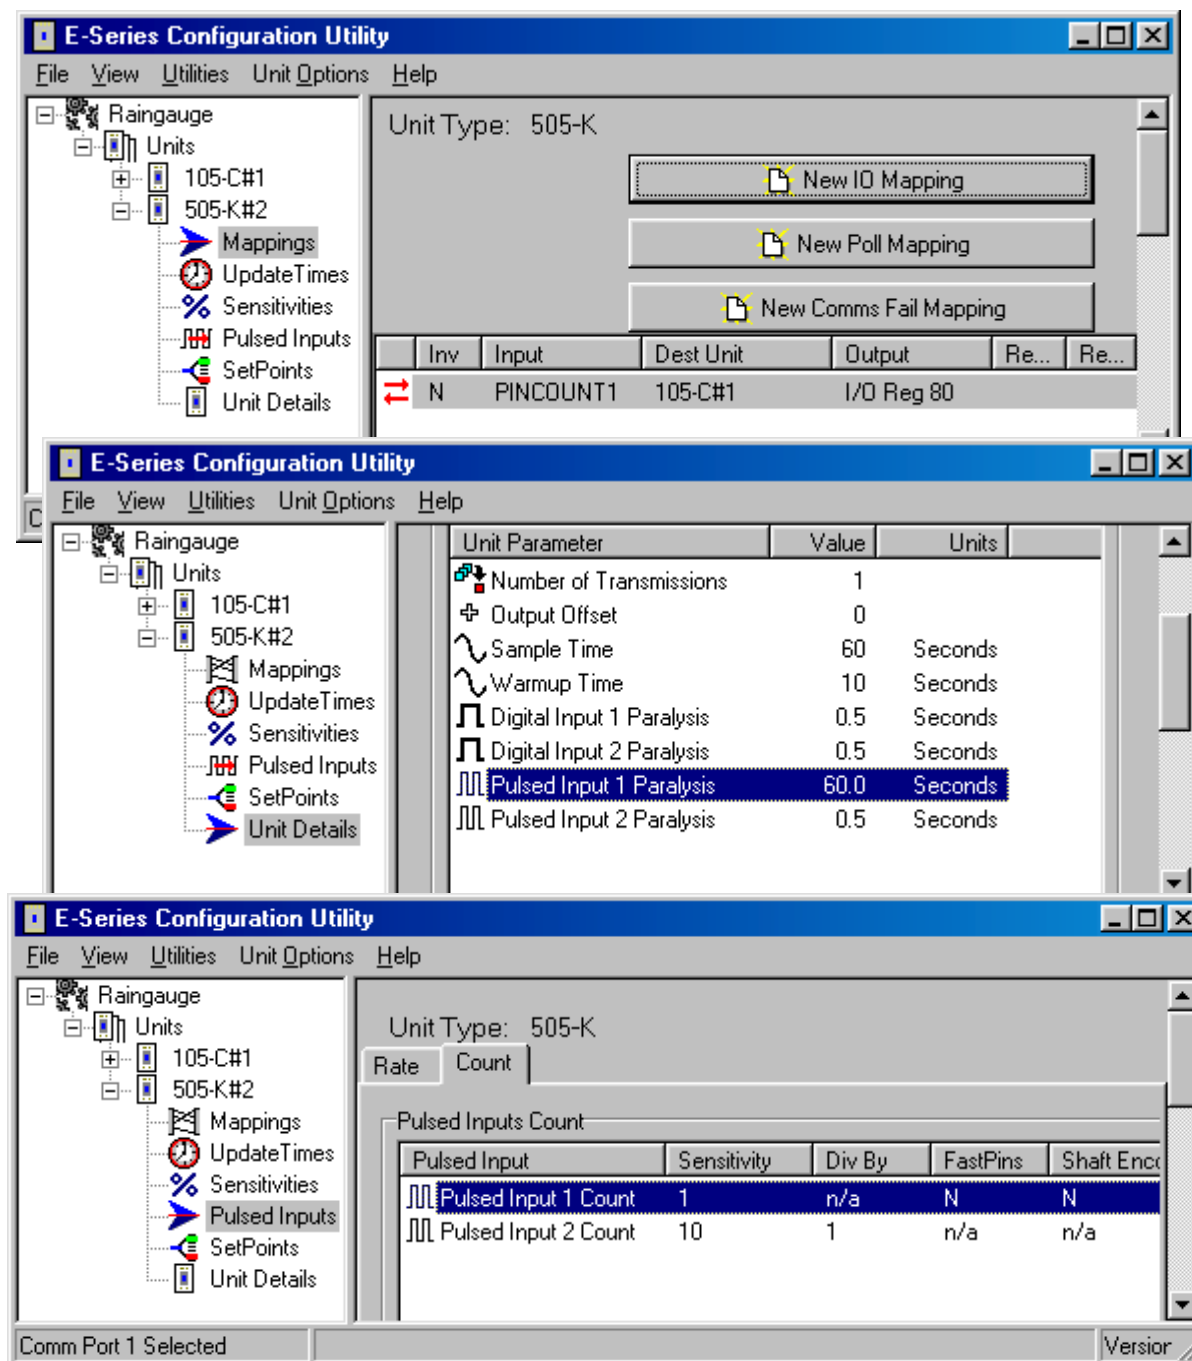 E-Series Configuration Utility
File View Utilities Unit Options Help
Raingauge
Units
105-C#1
505-K#2
Mappings
UpdateTimes
Sensitivities
Pulsed Inputs
SetPoints
Unit Details
Unit Type: 505-K
New IO Mapping
New Poll Mapping
New Comms Fail Mapping
Inv Input Dest Unit Output Re... Re...
N PINCOUNT1 105-C#1 I/O Reg 80
E-Series Configuration Utility
File View Utilities Unit Options Help
Raingauge
Units
105-C#1
505-K#2
Mappings
UpdateTimes
Sensitivities
Pulsed Inputs
SetPoints
Unit Details
Unit Parameter Value Units
Number of Transmissions 1
Output Offset 0
Sample Time 60 Seconds
Warmup Time 10 Seconds
Digital Input 1 Paralysis 0.5 Seconds
Digital Input 2 Paralysis 0.5 Seconds
Pulsed Input 1 Paralysis 60.0 Seconds
Pulsed Input 2 Paralysis 0.5 Seconds
E-Series Configuration Utility
File View Utilities Unit Options Help
Raingauge
Units
105-C#1
505-K#2
Mappings
UpdateTimes
Sensitivities
Pulsed Inputs
SetPoints
Unit Details
Unit Type: 505-K
Rate Count
Pulsed Inputs Count
Pulsed Input Sensitivity Div By FastPins Shaft Enc
Pulsed Input 1 Count 1 n/a N N
Pulsed Input 2 Count 10 1 n/a n/a
Comm Port 1 Selected
Version